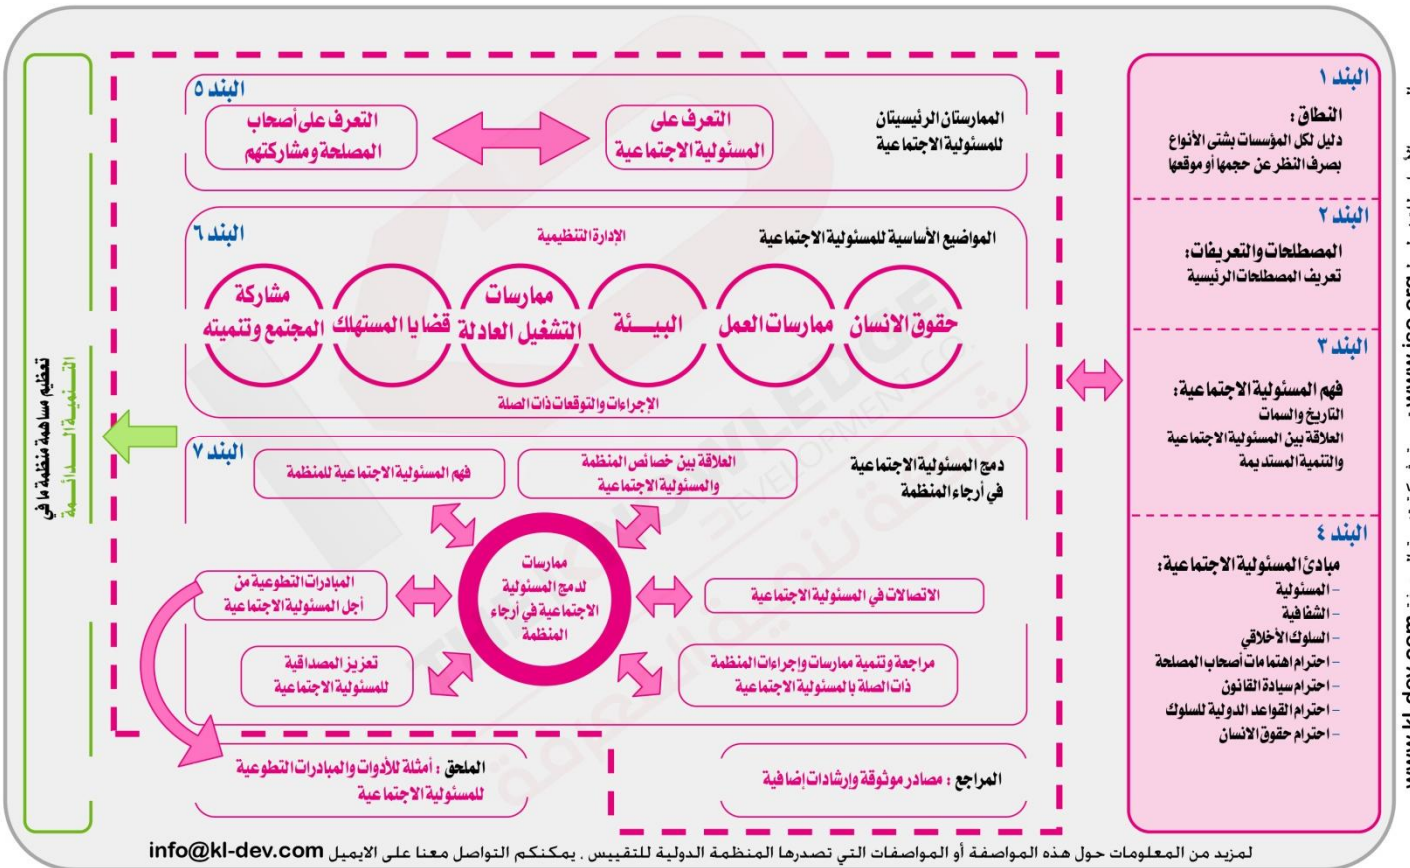 البند ١
النطاق :
دليل لكل المؤسسات بشتى الأنواع
بصرف النظر عن حجمها أو موقعها
البند ٢
المصطلحات والتعريفات:
تعريف المصطلحات الرئيسية
البند ٣
فهم المسئولية الاجتماعية:
التاريخ والسمات
العلاقة بين المسئولية الاجتماعية
والتنمية المستديمة
البند ٤
مبادئ المسئولية الاجتماعية:
- المسئولية
- الشفافية
- السلوك الأخلاقي
- احترام اهتمامات أصحاب المصلحة
- احترام سيادة القانون
- احترام القواعد الدولية للسلوك
- احترام حقوق الانسان
البند ٥
الممارستان الرئيسيتان
للمسئولية الاجتماعية
التعرف على
المسئولية الاجتماعية
التعرف على أصحاب
المصلحة ومشاركتهم
البند ٦
المواضيع الأساسية للمسئولية الاجتماعية
الإدارة التنظيمية
حقوق الانسان
ممارسات العمل
البيـــئة
ممارسات
التشغيل العادلة
قضايا المستهلك
مشاركة
المجتمع وتنميته
الإجراءات والتوقعات ذات الصلة
البند ٧
دمج المسئولية الاجتماعية
في أرجاء المنظمة
العلاقة بين خصائص المنظمة
والمسئولية الاجتماعية
فهم المسئولية الاجتماعية للمنظمة
ممارسات
لدمج المسئولية
الاجتماعية في أرجاء
المنظمة
الاتصالات في المسئولية الاجتماعية
المبادرات التطوعية من
أجل المسئولية الاجتماعية
مراجعة وتنمية ممارسات وإجراءات المنظمة
ذات الصلة بالمسئولية الاجتماعية
تعزيز المصداقية
للمسئولية الاجتماعية
المراجع : مصادر موثوقة وإرشادات إضافية
الملحق : أمثلة للأدوات والمبادرات التطوعية
للمسئولية الاجتماعية
تعظيم مساهمة منظمة ما في
التـنـميـة الـــدائـــمة
لمزيد من المعلومات حول هذه المواصفة أو المواصفات التي تصدرها المنظمة الدولية للتقييس . يمكنكم التواصل معنا على الايميل info@kl-dev.com